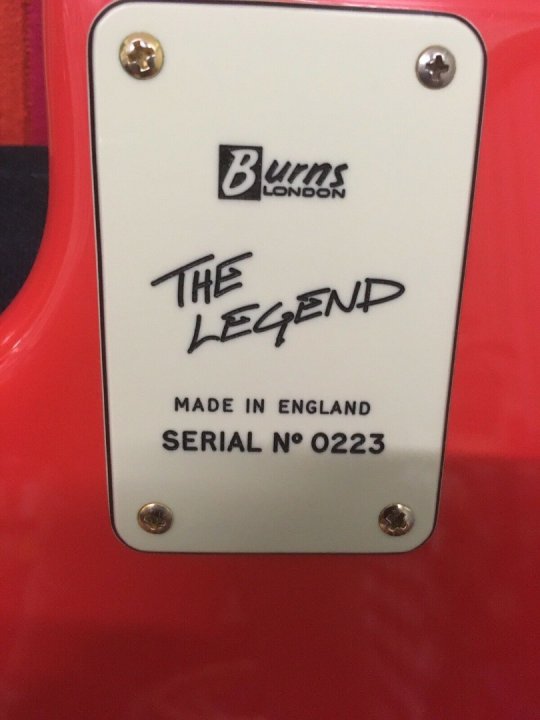 Burns
LONDON
THE
LEGEND
MADE IN ENGLAND
SERIAL Nº 0223